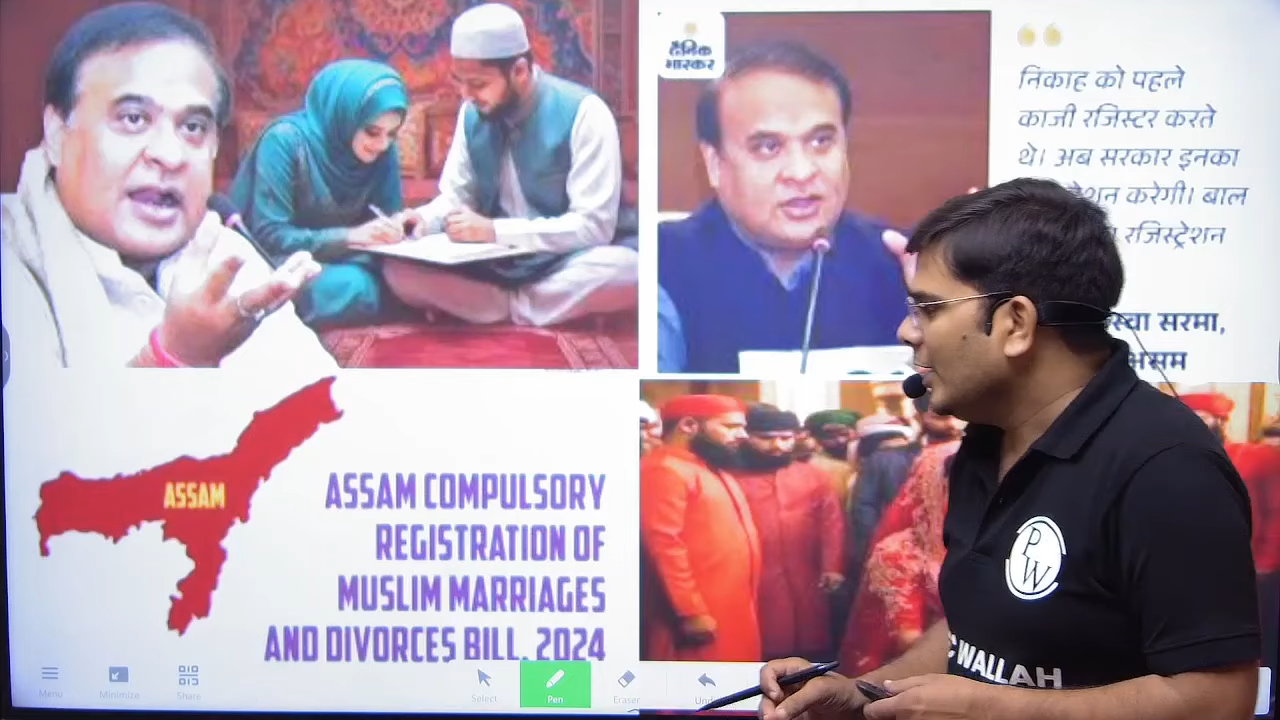 दैनिक
भास्कर
निकाह को पहले
काजी रजिस्टर करते
थे। अब सरकार इनका
करेगी। बाल
रजिस्ट्रेशन
सरमा,
असम
ASSAM
ASSAM COMPULSORY
REGISTRATION OF
MUSLIM MARRIAGES
AND DIVORCES BILL, 2024
PW
WALLAH
Menu
Minimize
Share
Select
Pen
Eraser